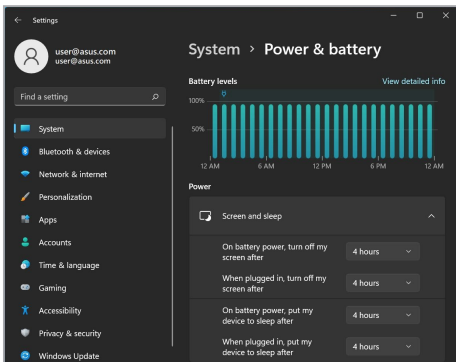 Settings
user@asus.com
user@asus.com
Find a setting
System
Bluetooth & devices
Network & internet
Personalization
Apps
Accounts
Time & language
Gaming
Accessibility
Privacy & security
Windows Update
System > Power & battery
Battery levels
View detailed info
100%
50%
12 AM 6 AM 12 PM 6 PM 12 AM
Power
Screen and sleep
On battery power, turn off my
screen after
4 hours
When plugged in, turn off my
screen after
4 hours
On battery power, put my
device to sleep after
4 hours
When plugged in, put my
device to sleep after
4 hours